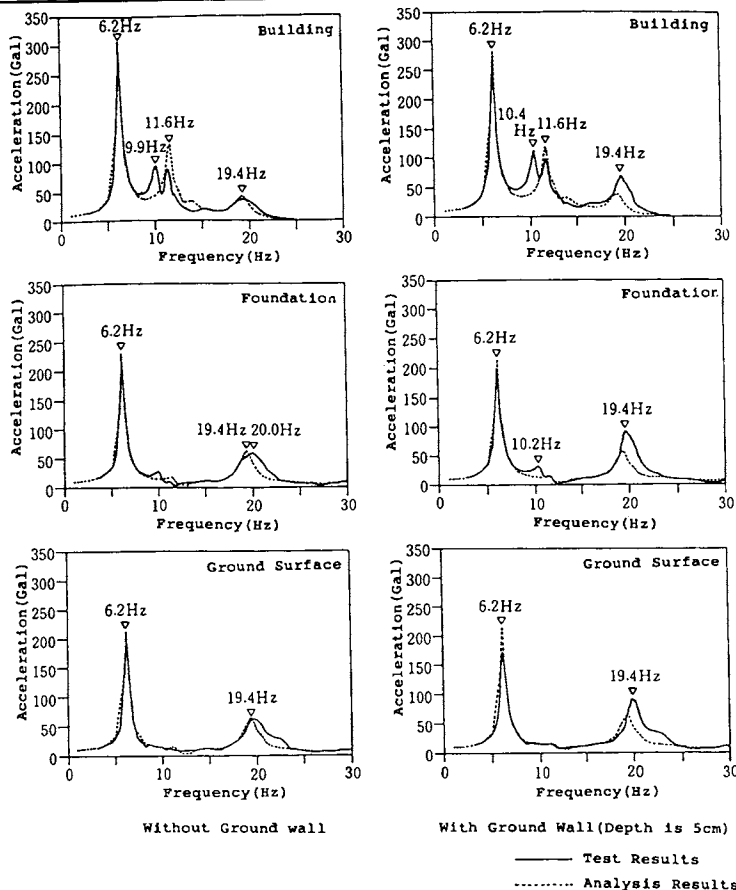 Building
Acceleration(Gal)
350
300
250
200
150
100
50
0
6.2Hz
9.9Hz
11.6Hz
19.4Hz
0
10
20
30
Frequency(Hz)
Building
Acceleration(Gal)
350
300
250
200
150
100
50
0
6.2Hz
10.4
Hz
11.6Hz
19.4Hz
0
10
20
30
Frequency(Hz)
Foundation
Acceleration(Gal)
350
300
250
200
150
100
50
0
6.2Hz
19.4Hz
20.0Hz
0
10
20
30
Frequency(Hz)
Foundation
Acceleration(Gal)
350
300
250
200
150
100
50
0
6.2Hz
10.2Hz
19.4Hz
0
10
20
30
Frequency(Hz)
Ground Surface
Acceleration(Gal)
350
300
250
200
150
100
50
0
6.2Hz
19.4Hz
0
10
20
30
Frequency(Hz)
Ground Surface
Acceleration(Gal)
350
300
250
200
150
100
50
0
6.2Hz
19.4Hz
0
10
20
30
Frequency(Hz)
Without Ground wall
With Ground Wall(Depth is 5cm)
Test Results
Analysis Results